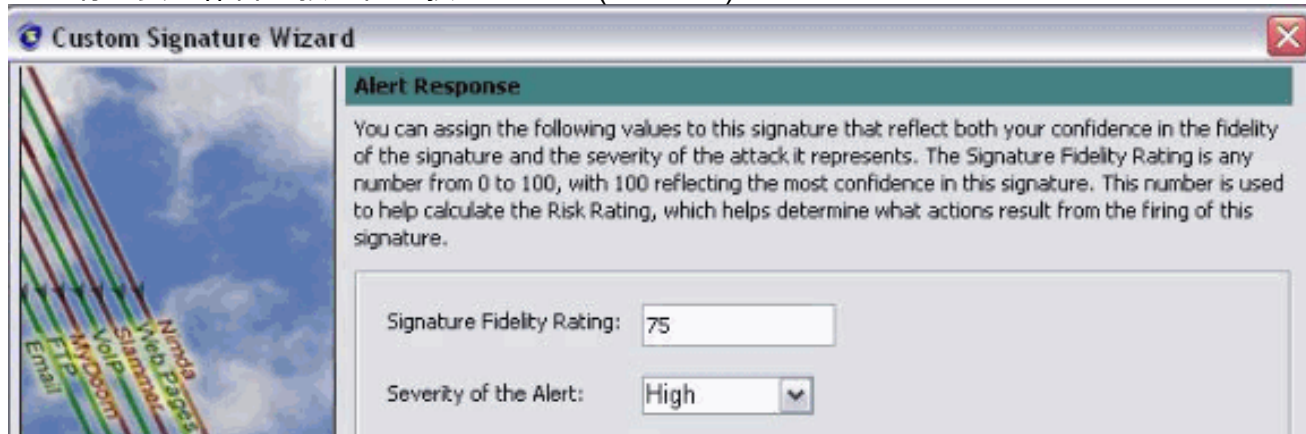 Custom Signature Wizard
Alert Response
You can assign the following values to this signature that reflect both your confidence in the fidelity
of the signature and the severity of the attack it represents. The Signature Fidelity Rating is any
number from 0 to 100, with 100 reflecting the most confidence in this signature. This number is used
to help calculate the Risk Rating, which helps determine what actions result from the firing of this
signature.
Signature Fidelity Rating: 75
Severity of the Alert: High
Email
FTP
MyDoom
VoIP
Slammer
Web Pages
Nimda